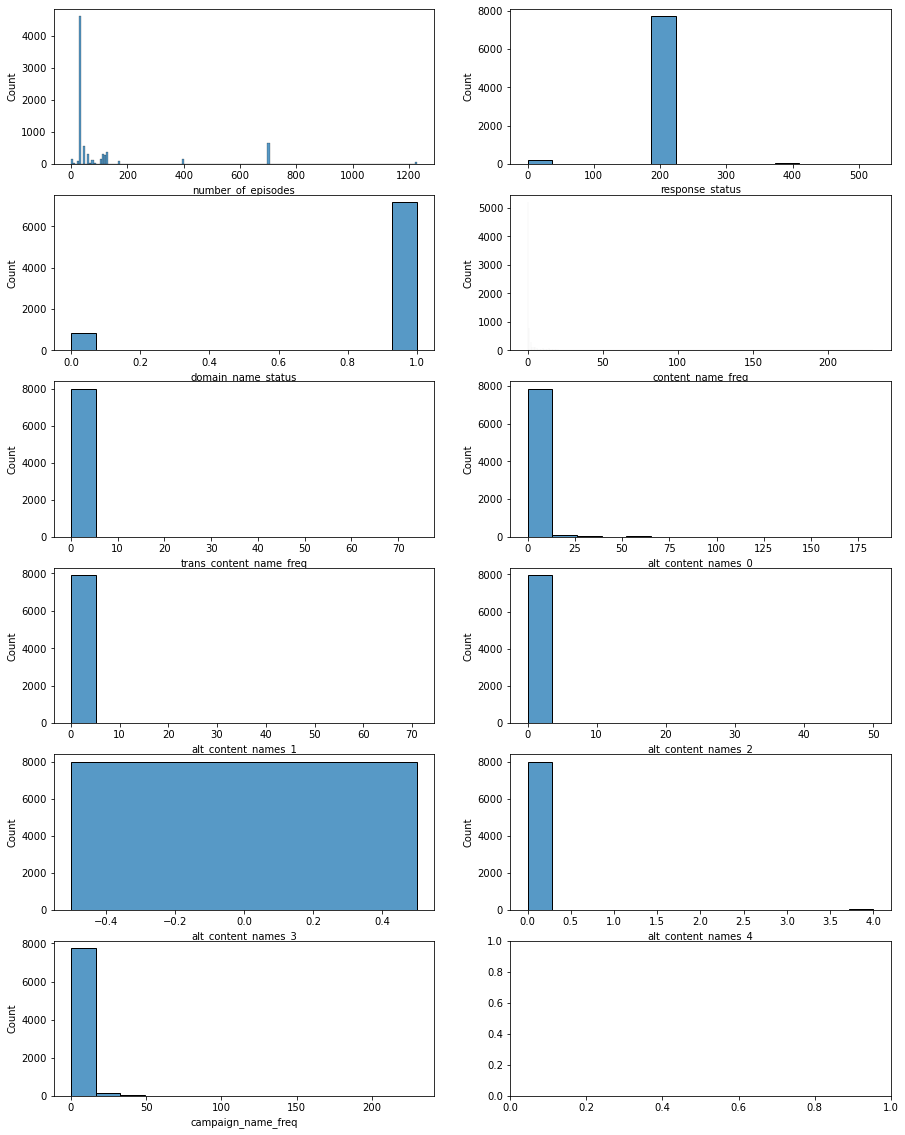 4000
3000
2000
1000
0
Count
0 200 400 600 800 1000 1200
number_of_episodes
8000
6000
4000
2000
0
Count
0 100 200 300 400 500
response_status
6000
4000
2000
0
Count
0.0 0.2 0.4 0.6 0.8 1.0
domain_name_status
5000
4000
3000
2000
1000
0
Count
0 50 100 150 200
content_name_freq
8000
6000
4000
2000
0
Count
0 10 20 30 40 50 60 70
trans_content_name_freq
8000
6000
4000
2000
0
Count
0 25 50 75 100 125 150 175
alt_content_names_0
8000
6000
4000
2000
0
Count
0 10 20 30 40 50 60 70
alt_content_names_1
8000
6000
4000
2000
0
Count
0 10 20 30 40 50
alt_content_names_2
8000
6000
4000
2000
0
Count
−0.4 −0.2 0.0 0.2 0.4
alt_content_names_3
8000
6000
4000
2000
0
Count
0.0 0.5 1.0 1.5 2.0 2.5 3.0 3.5 4.0
alt_content_names_4
8000
6000
4000
2000
0
Count
0 50 100 150 200
campaign_name_freq
1.0
0.8
0.6
0.4
0.2
0.0
0.0 0.2 0.4 0.6 0.8 1.0